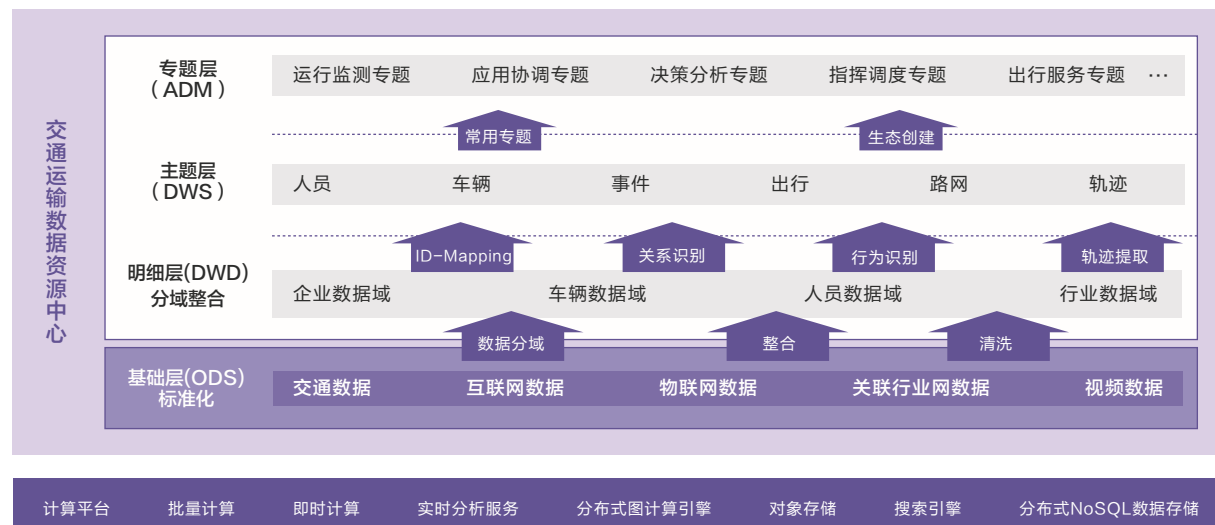 交通运输数据资源中心
专题层
（ADM）
运行监测专题 应用协调专题 决策分析专题 指挥调度专题 出行服务专题 …
常用专题 生态创建
主题层
（DWS）
人员 车辆 事件 出行 路网 轨迹
ID-Mapping 关系识别 行为识别 轨迹提取
明细层(DWD)
分域整合
企业数据域 车辆数据域 人员数据域 行业数据域
数据分域 整合 清洗
基础层(ODS)
标准化
交通数据 互联网数据 物联网数据 关联行业网数据 视频数据
计算平台 批量计算 即时计算 实时分析服务 分布式图计算引擎 对象存储 搜索引擎 分布式NoSQL数据存储